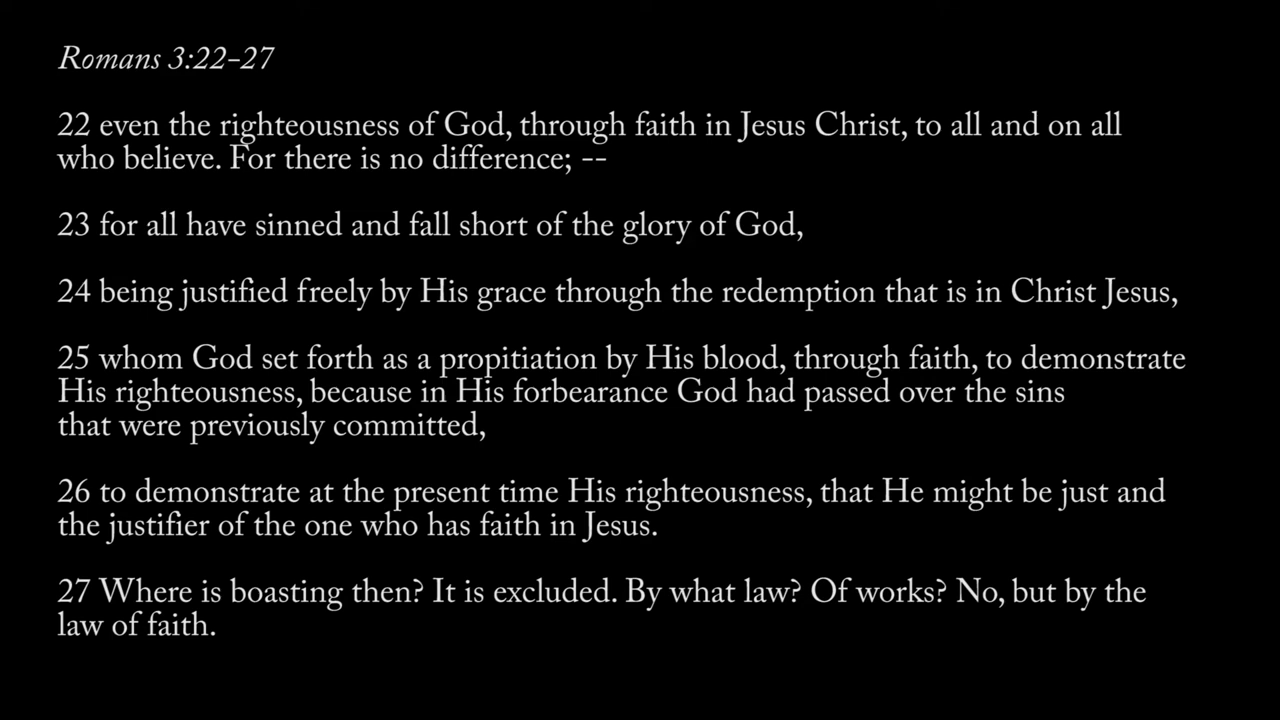 Romans 3:22-27
22 even the righteousness of God, through faith in Jesus Christ, to all and on all
who believe. For there is no difference; --
23 for all have sinned and fall short of the glory of God,
24 being justified freely by His grace through the redemption that is in Christ Jesus,
25 whom God set forth as a propitiation by His blood, through faith, to demonstrate
His righteousness, because in His forbearance God had passed over the sins
that were previously committed,
26 to demonstrate at the present time His righteousness, that He might be just and
the justifier of the one who has faith in Jesus.
27 Where is boasting then? It is excluded. By what law? Of works? No, but by the
law of faith.